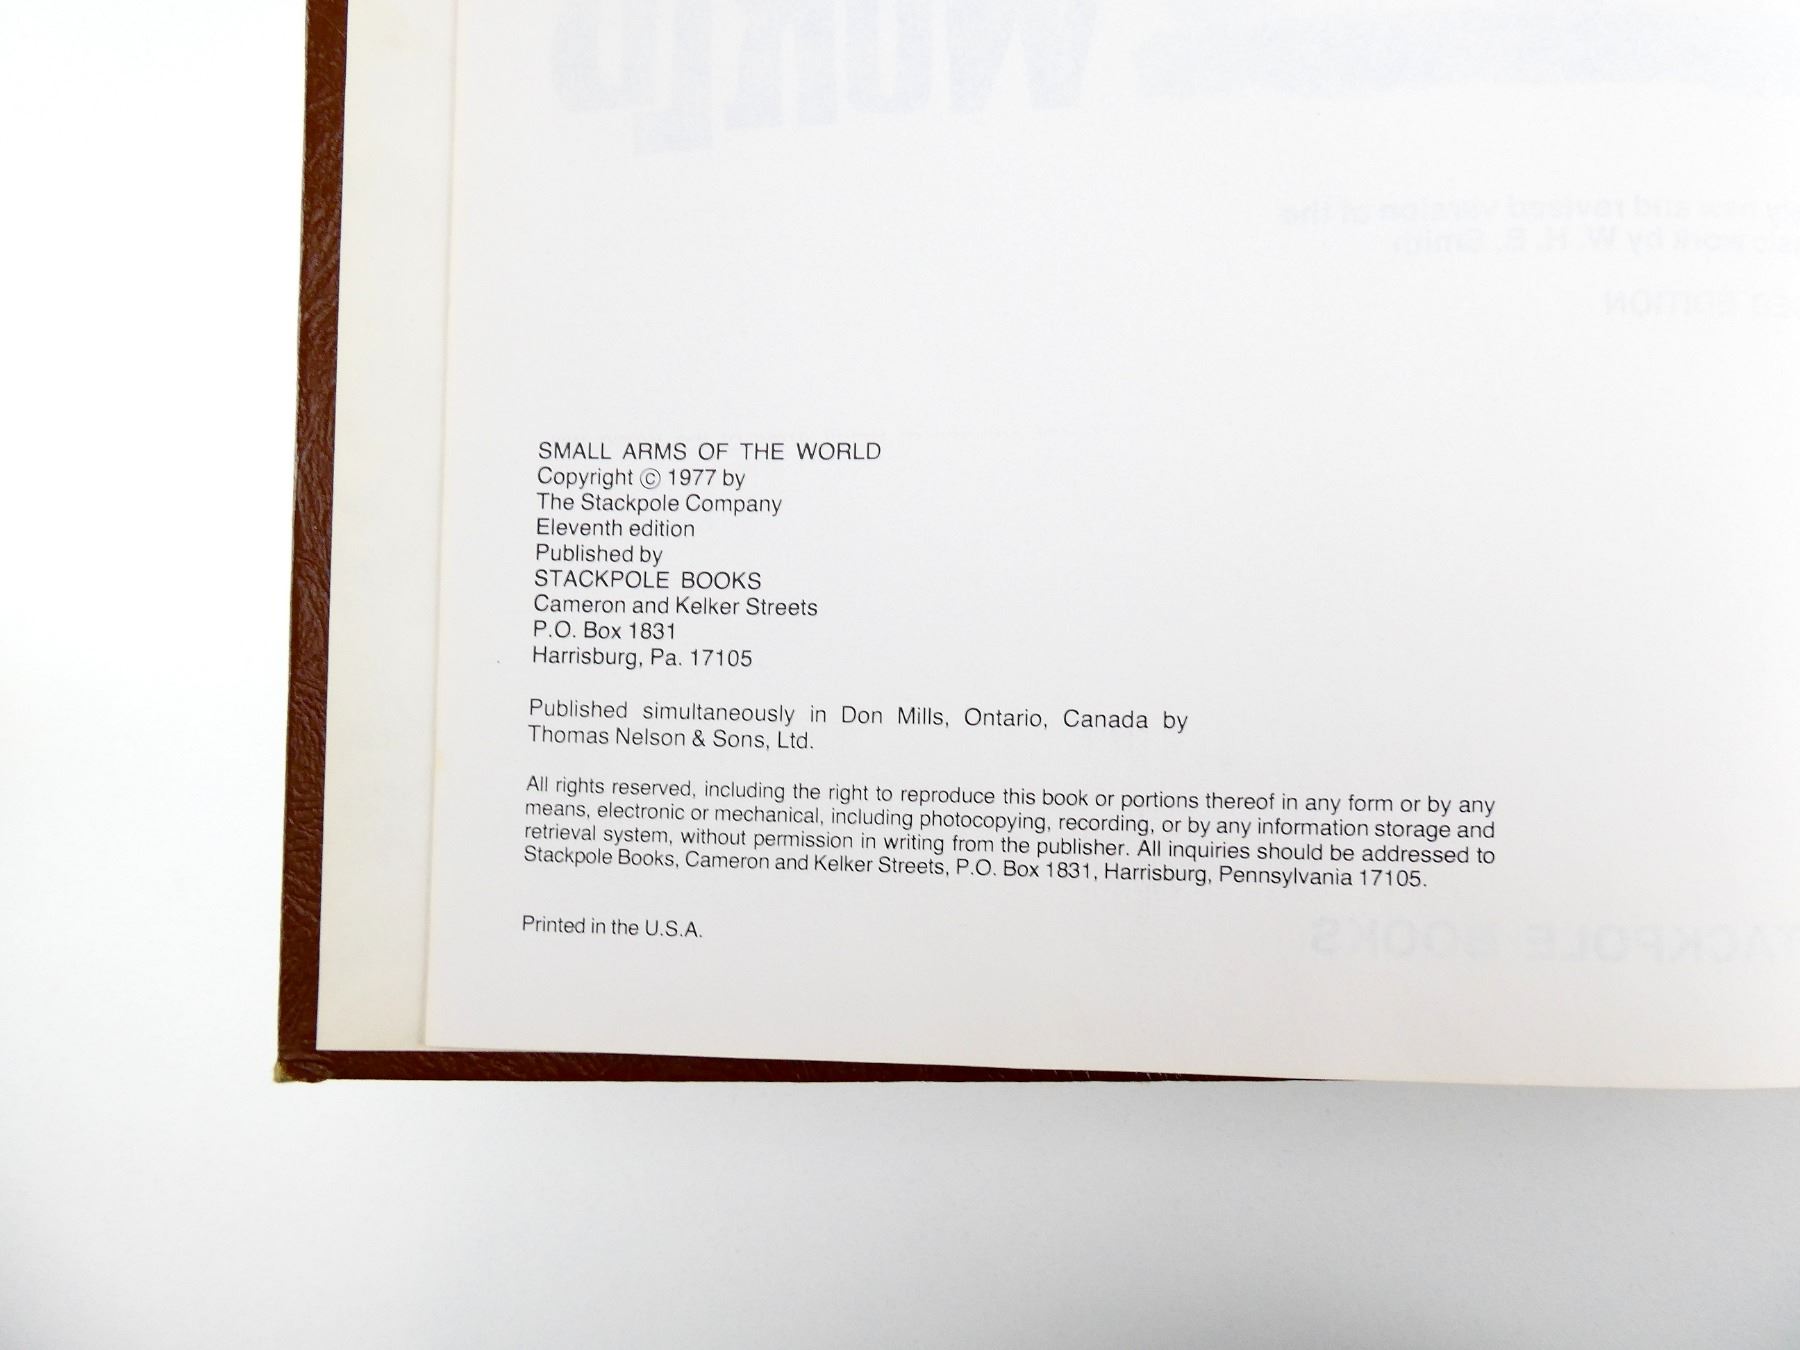 SMALL ARMS OF THE WORLD
Copyright © 1977 by
The Stackpole Company
Eleventh edition
Published by
STACKPOLE BOOKS
Cameron and Kelker Streets
P.O. Box 1831
Harrisburg, Pa. 17105
Published simultaneously in Don Mills, Ontario, Canada by
Thomas Nelson & Sons, Ltd.
All rights reserved, including the right to reproduce this book or portions thereof in any form or by any
means, electronic or mechanical, including photocopying, recording, or by any information storage and
retrieval system, without permission in writing from the publisher. All inquiries should be addressed to
Stackpole Books, Cameron and Kelker Streets, P.O. Box 1831, Harrisburg, Pennsylvania 17105.
Printed in the U.S.A.